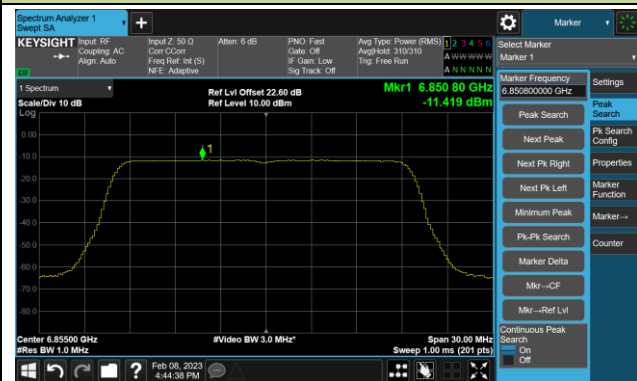 Spectrum Analyzer 1
Swept SA
Marker
KEYSIGHT
Input: RF
Coupling: AC
Align: Auto
Input Z: 50 Ω
Corr CCorr
Freq Ref: Int (S)
NFE: Adaptive
Atten: 6 dB
PNO: Fast
Gate: Off
IF Gain: Low
Sig Track: Off
Avg Type: Power (RMS)
Avg|Hold: 310/310
Trig: Free Run
1 2 3 4 5 6
A W W W W W
A N N N N N
LXI
Select Marker
Marker 1
1 Spectrum
Scale/Div 10 dB
Log
Ref Lvl Offset 22.60 dB
Ref Level 10.00 dBm
Mkr1 6.850 80 GHz
-11.419 dBm
0.00
-10.0
-20.0
-30.0
-40.0
-50.0
-60.0
-70.0
-80.0
1
Center 6.85500 GHz
#Res BW 1.0 MHz
#Video BW 3.0 MHz*
Span 30.00 MHz
Sweep 1.00 ms (201 pts)
Marker Frequency
6.850800000 GHz
Peak Search
Next Peak
Next Pk Right
Next Pk Left
Minimum Peak
Pk-Pk Search
Marker Delta
Mkr→CF
Mkr→Ref Lvl
Continuous Peak
Search
On
Off
Settings
Peak
Search
Pk Search
Config
Properties
Marker
Function
Marker→
Counter
?
Feb 08, 2023
4:44:38 PM